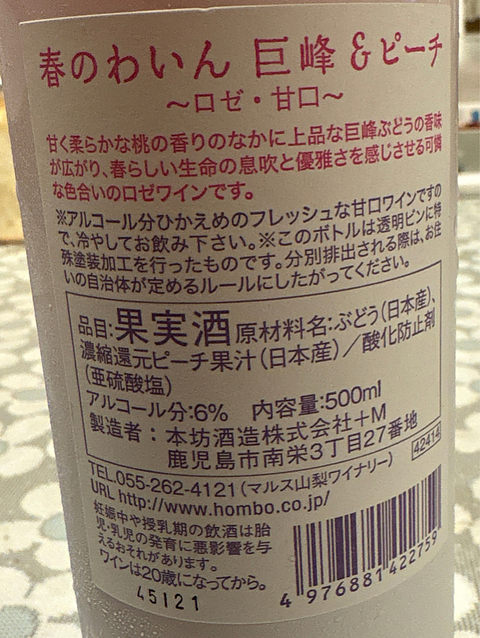 春のわいん 巨峰&ピーチ
〜ロゼ・甘口〜
甘く柔らかな桃の香りのなかに上品な巨峰ぶどうの香味
が広がり、春らしい生命の息吹と優雅さを感じさせる可憐
な色合いのロゼワインです。
※アルコール分ひかえめのフレッシュな甘口ワインですの
で、冷やしてお飲み下さい。※このボトルは透明ビンに特
殊塗装加工を行ったものです。分別排出される際は、お住
いの自治体が定めるルールにしたがってください。
品目:果実酒 原材料名:ぶどう(日本産)、
濃縮還元ピーチ果汁(日本産)/酸化防止剤
(亜硫酸塩)
アルコール分:6% 内容量:500ml
製造者:本坊酒造株式会社+M
鹿児島市南栄3丁目27番地
42414
TEL.055-262-4121(マルス山梨ワイナリー)
URL http://www.hombo.co.jp/
妊娠中や授乳期の飲酒は胎
児・乳児の発育に悪影響を与
えるおそれがあります。
ワインは20歳になってから。
45121
4 976881 422759